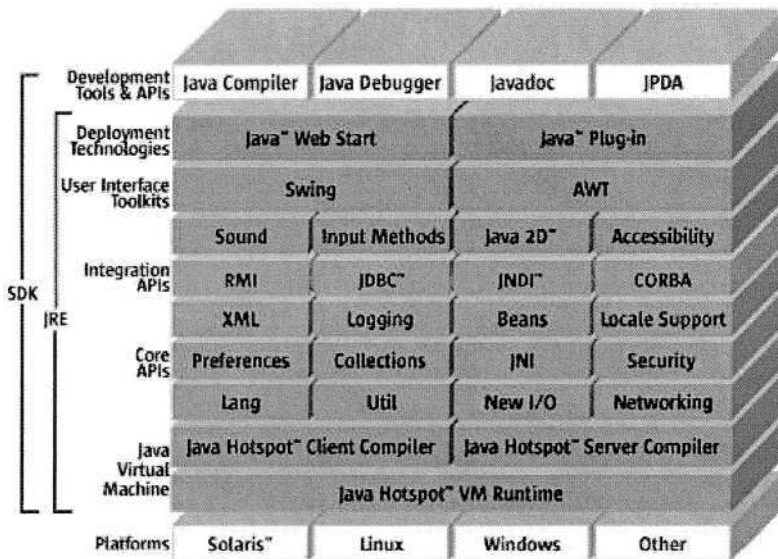 Development Tools & APIs
Java Compiler Java Debugger Javadoc JPDA
Deployment Technologies
Java™ Web Start Java™ Plug-in
User Interface Toolkits
Swing AWT
Sound Input Methods Java 2D™ Accessibility
Integration APIs
RMI JDBC™ JNDI™ CORBA
SDK
JRE
XML Logging Beans Locale Support
Core APIs
Preferences Collections JNI Security
Lang Util New I/O Networking
Java Virtual Machine
Java Hotspot™ Client Compiler Java Hotspot™ Server Compiler
Java Hotspot™ VM Runtime
Platforms
Solaris™ Linux Windows Other